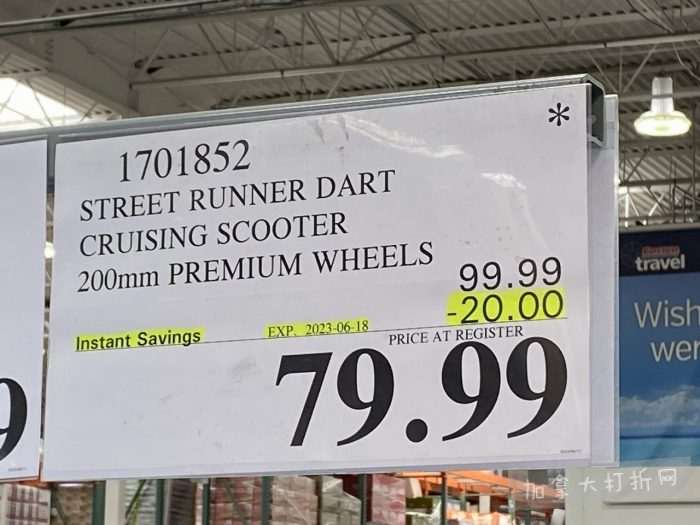 *
1701852
STREET RUNNER DART
CRUISING SCOOTER
200mm PREMIUM WHEELS
99.99
-20.00
Instant Savings EXP. 2023-06-18
PRICE AT REGISTER
79.99
9
Costco
travel
Wish
wer
加拿大打折网